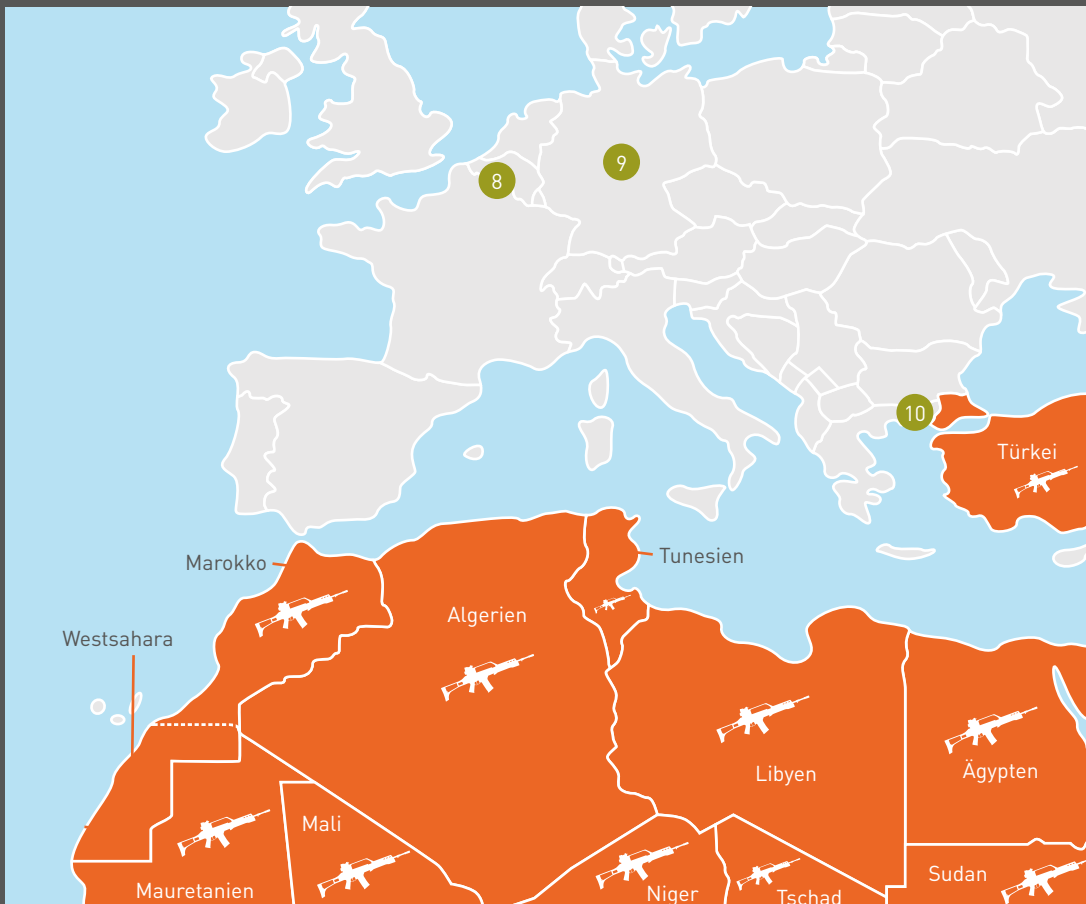 9
8
10
Türkei
Tunesien
Marokko
Algerien
Westsahara
Ägypten
Libyen
Mali
Sudan
Mauretanien
Niger
Tschad